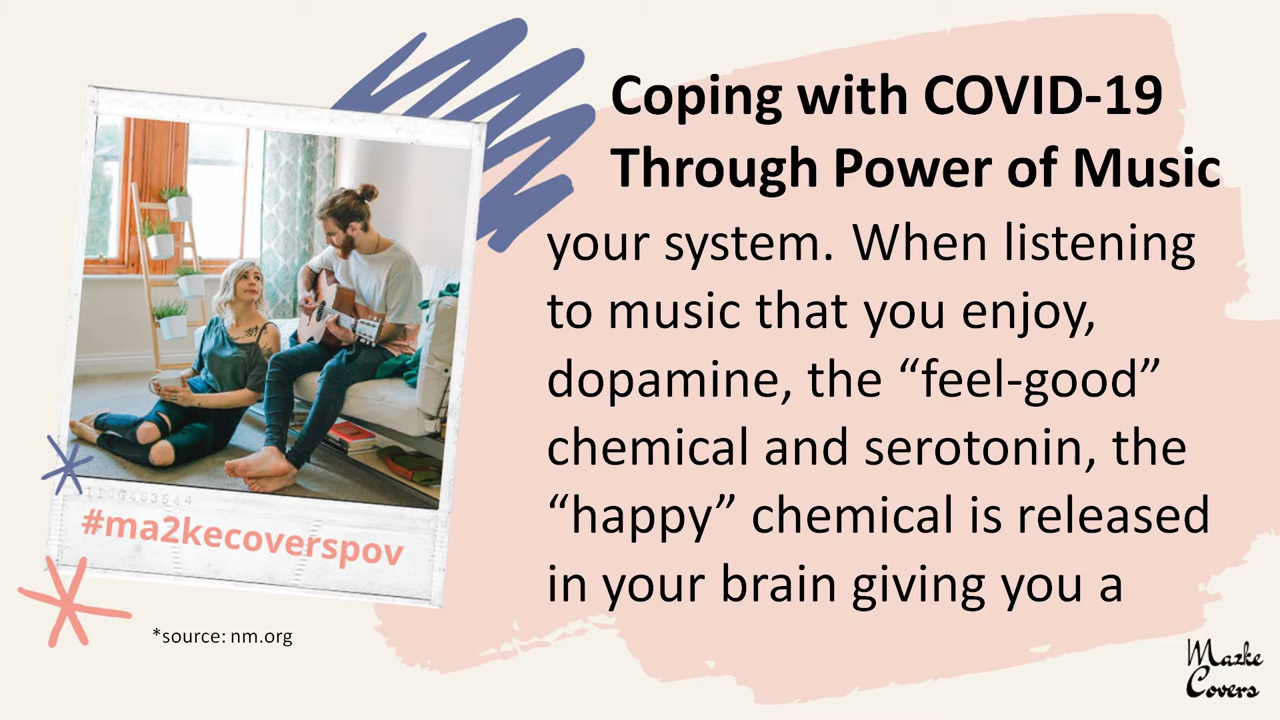 Coping with COVID-19
Through Power of Music
your system. When listening
to music that you enjoy,
dopamine, the “feel-good”
chemical and serotonin, the
“happy” chemical is released
in your brain giving you a
1100463544
#ma2kecoverspov
*source: nm.org
Mazke
Covers